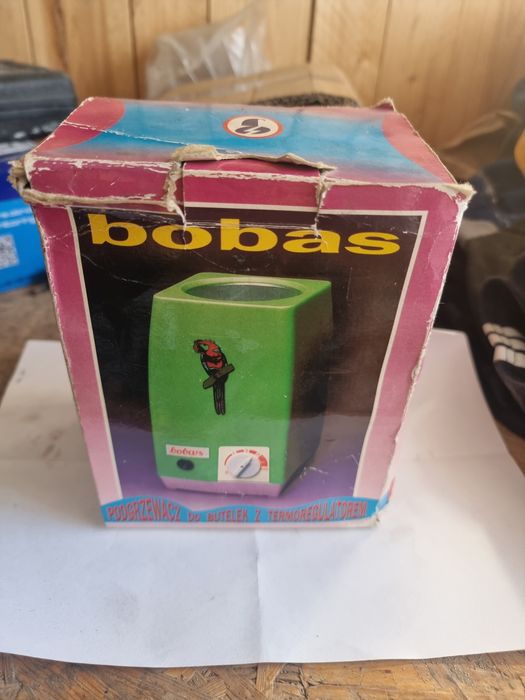 bobas
bobas
PODGRZEWACZ DO BUTELEK Z TERMOREGULATOREM